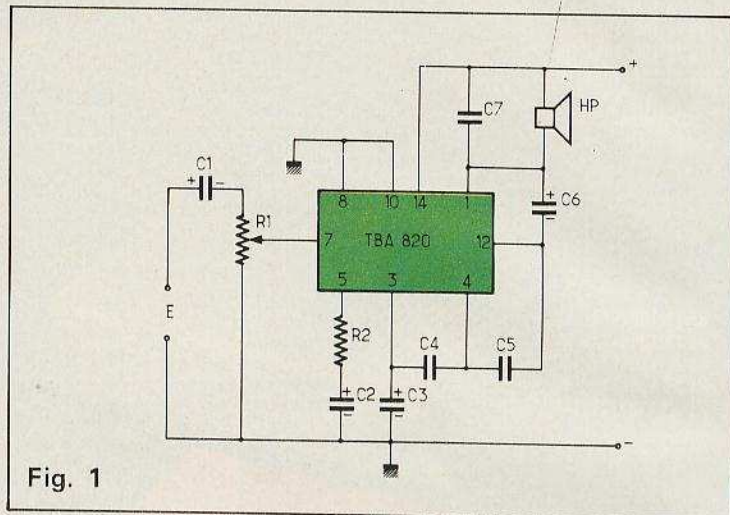 +
C7
HP
C1
+ -
8
10
14
1
+
C6
-
R1
7
TBA 820
12
5
3
4
E
R2
C4
C5
+
C2
-
+
C3
-
-
Fig. 1